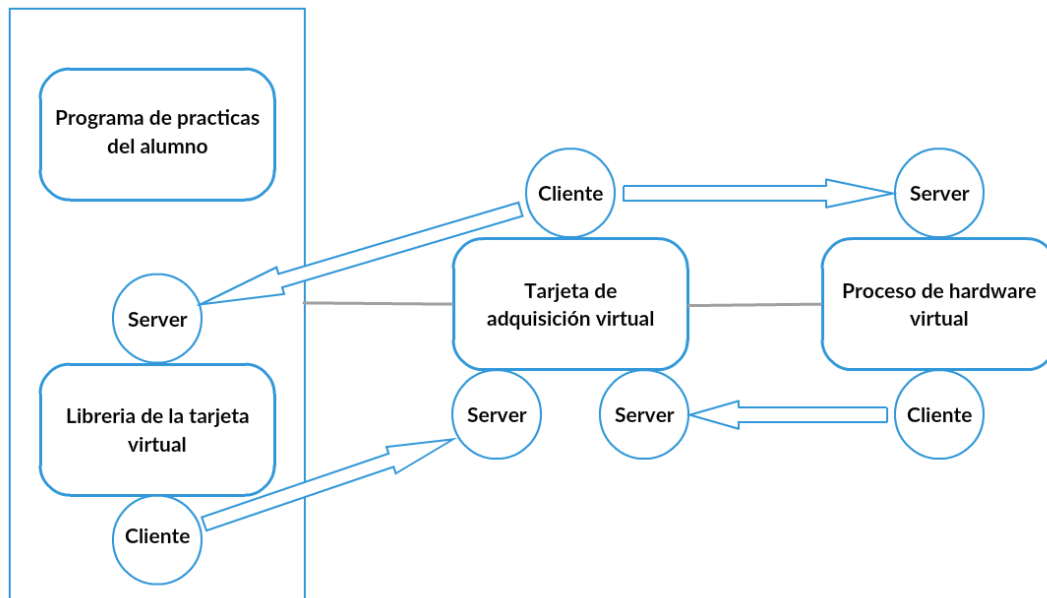 Programa de practicas
del alumno
Cliente
Server
Server
Tarjeta de
adquisición virtual
Proceso de hardware
virtual
Libreria de la tarjeta
virtual
Server
Server
Cliente
Cliente